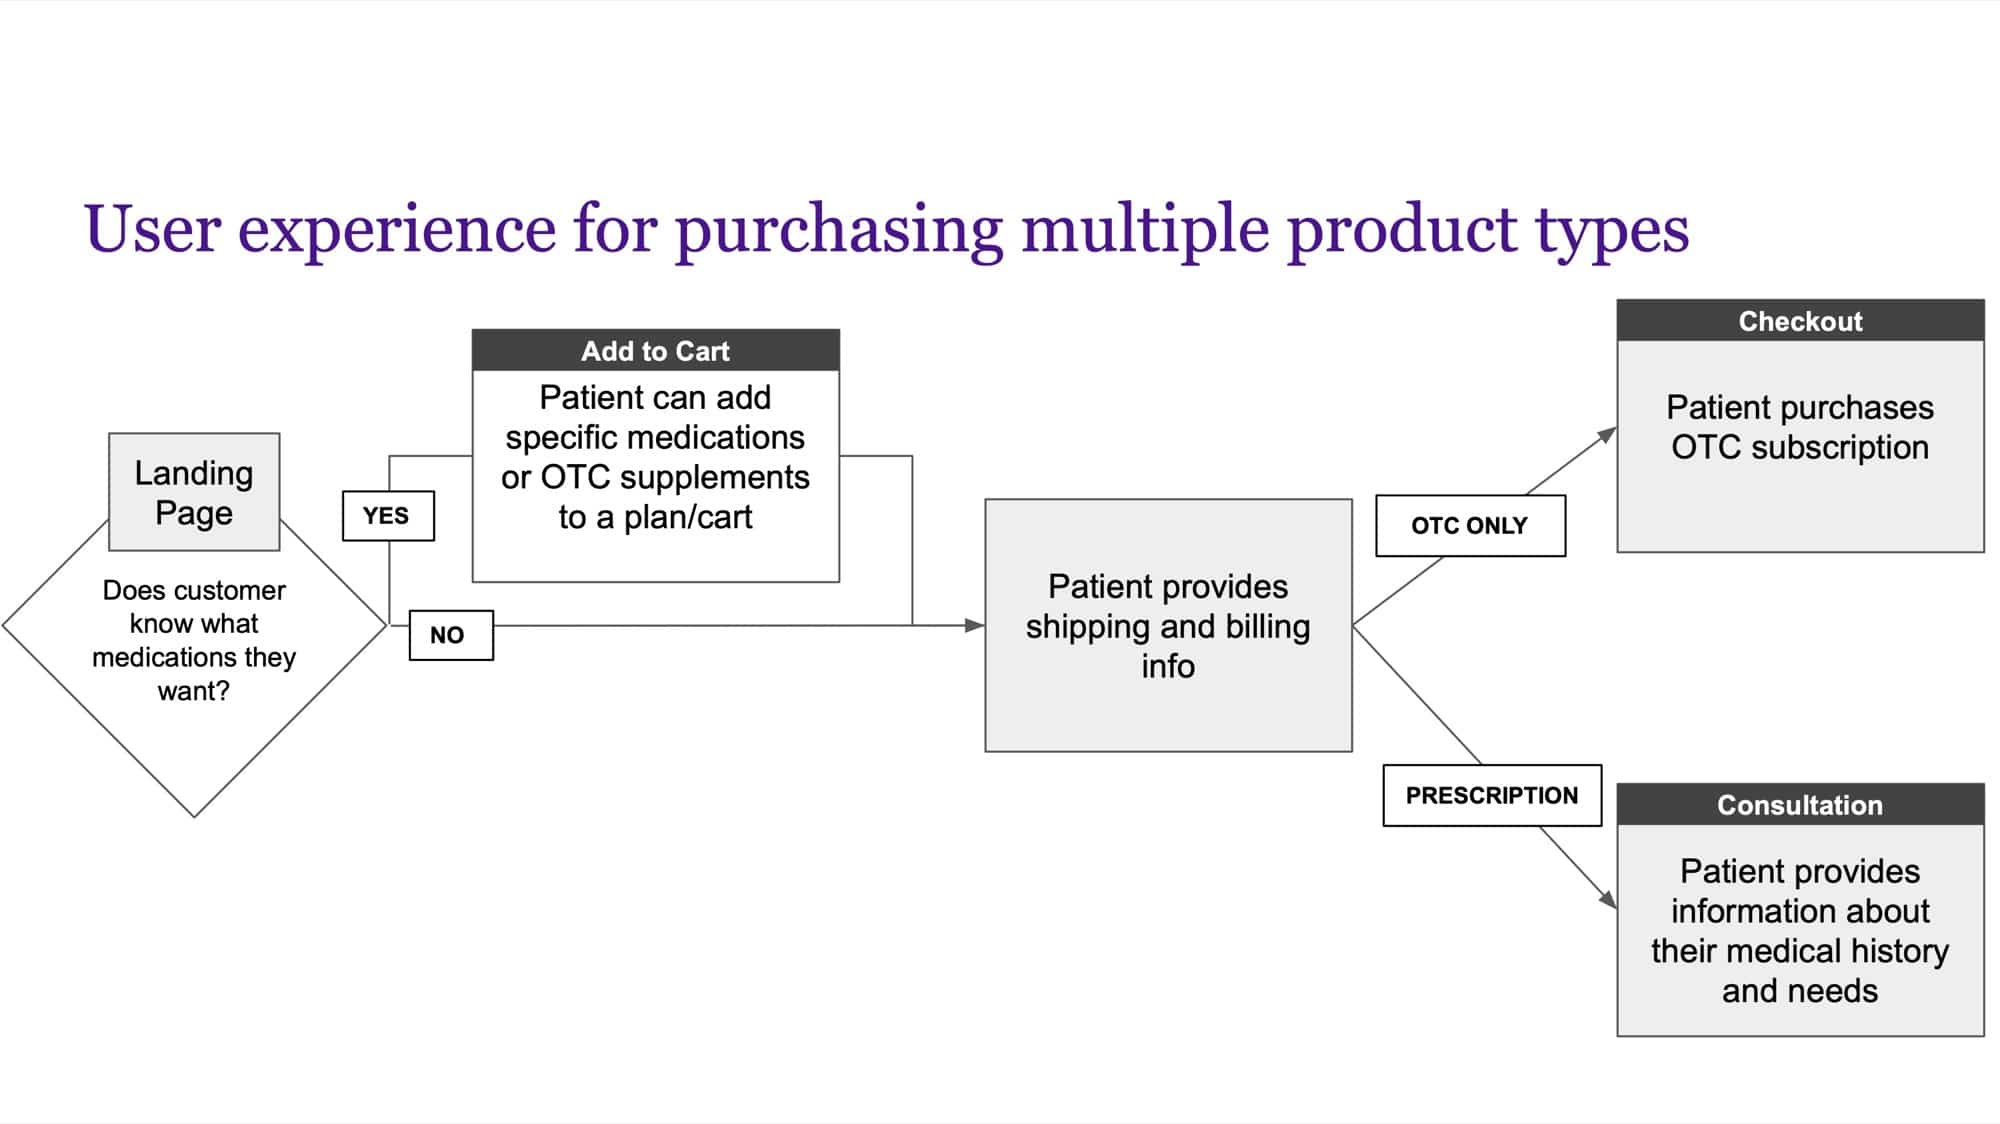 User experience for purchasing multiple product types
Landing
Page
Does customer
know what
medications they
want?
YES
NO
Add to Cart
Patient can add
specific medications
or OTC supplements
to a plan/cart
Patient provides
shipping and billing
info
OTC ONLY
PRESCRIPTION
Checkout
Patient purchases
OTC subscription
Consultation
Patient provides
information about
their medical history
and needs